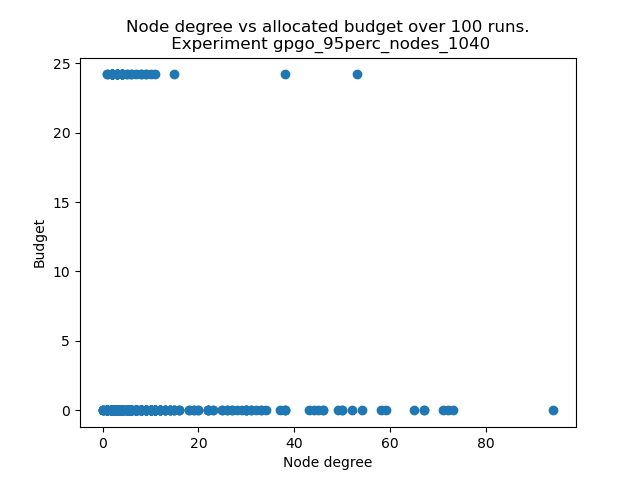 Node degree vs allocated budget over 100 runs.
Experiment gpgo_95perc_nodes_1040
25
20
15
10
5
0
Budget
0 20 40 60 80
Node degree